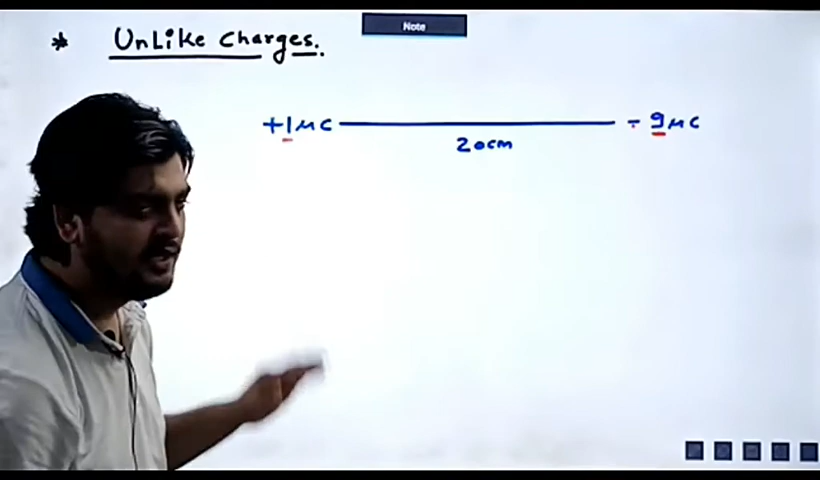 Note
* UnLike Charges.
+1μC - 9μC
20cm